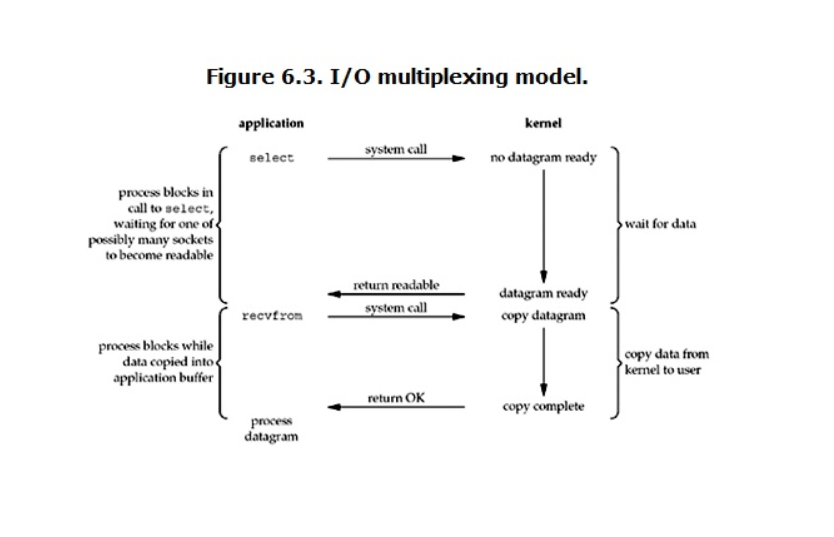 Figure 6.3. I/O multiplexing model.
application
kernel
select
system call
no datagram ready
process blocks in
call to select,
waiting for one of
possibly many sockets
to become readable
wait for data
return readable
datagram ready
recvfrom
system call
copy datagram
process blocks while
data copied into
application buffer
copy data from
kernel to user
return OK
copy complete
process
datagram